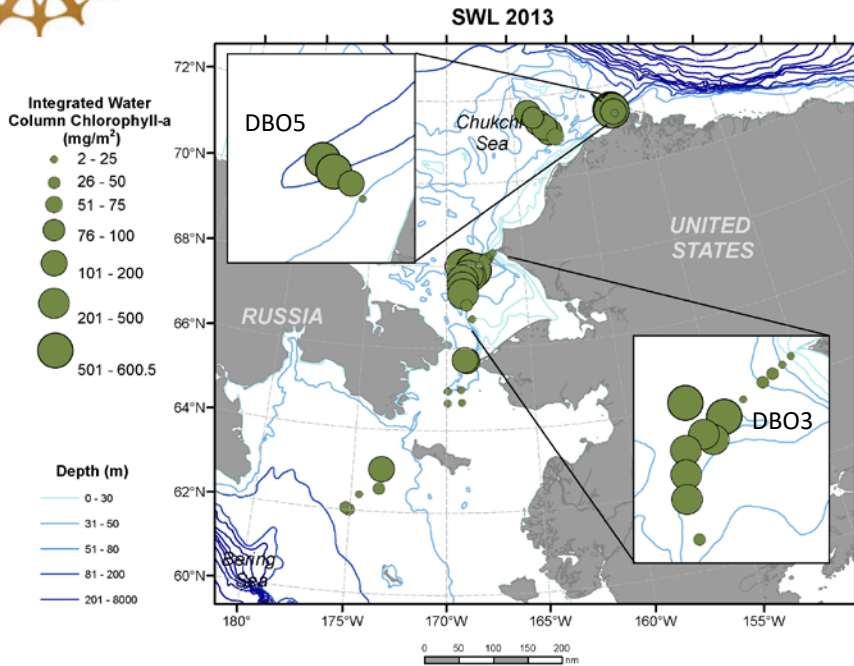 SWL 2013
Integrated Water
Column Chlorophyll-a
(mg/m²)
2 - 25
26 - 50
51 - 75
76 - 100
101 - 200
201 - 500
501 - 600.5
Depth (m)
0 - 30
31 - 50
51 - 80
81 - 200
201 - 8000
72°N
70°N
68°N
66°N
64°N
62°N
60°N
DBO5
Chukchi
Sea
UNITED
STATES
RUSSIA
DBO3
Bering
Sea
180°
175°W
170°W
165°W
160°W
155°W
0 50 100 150 200
nm